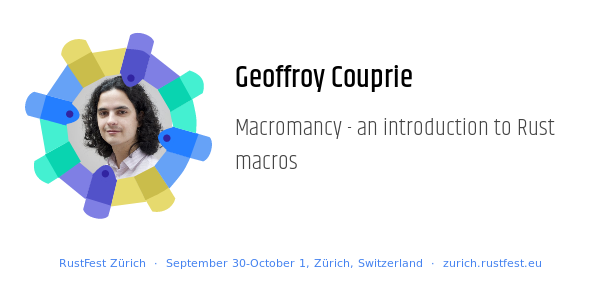 Geoffroy Couprie
Macromancy - an introduction to Rust
macros
RustFest Zürich · September 30-October 1, Zürich, Switzerland · zurich.rustfest.eu